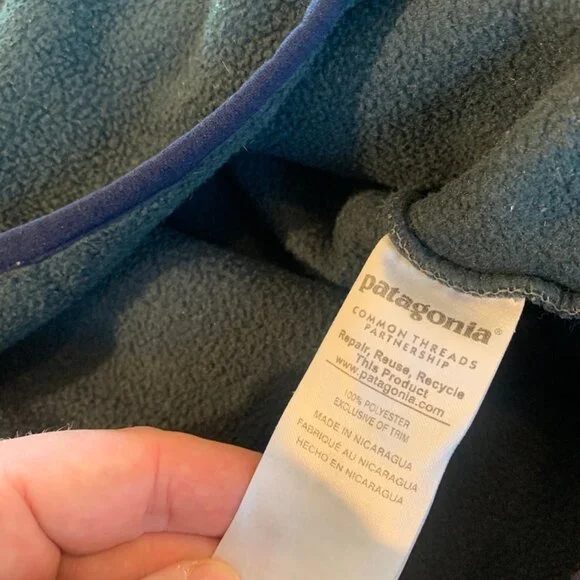 patagonia®
COMMON THREADS
PARTNERSHIP
Repair, Reuse, Recycle
This Product
www.patagonia.com
100% POLYESTER
EXCLUSIVE OF TRIM
MADE IN NICARAGUA
FABRIQUÉ AU NICARAGUA
HECHO EN NICARAGUA